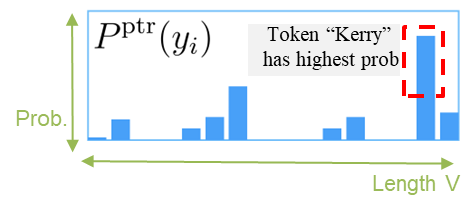 P^ptr(y_i)
Token “Kerry”
has highest prob
Prob.
Length V